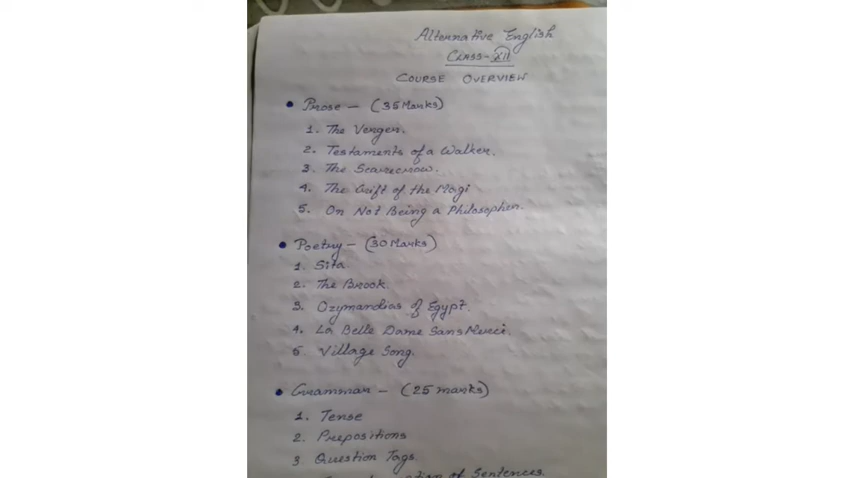 Alternative English
CLASS-XII
COURSE OVERVIEW
• Prose – (35 Marks)
1. The Verger.
2. Testaments of a Walker.
3. The Scarecrow.
4. The Gift of the Magi
5. On Not Being a Philosopher.
• Poetry – (30 Marks)
1. Sita
2. The Brook.
3. Ozymandias of Egypt.
4. La Belle Dame Sans Merci.
5. Village Song.
• Grammar – (25 marks)
1. Tense
2. Prepositions
3. Question Tags.
of Sentences.